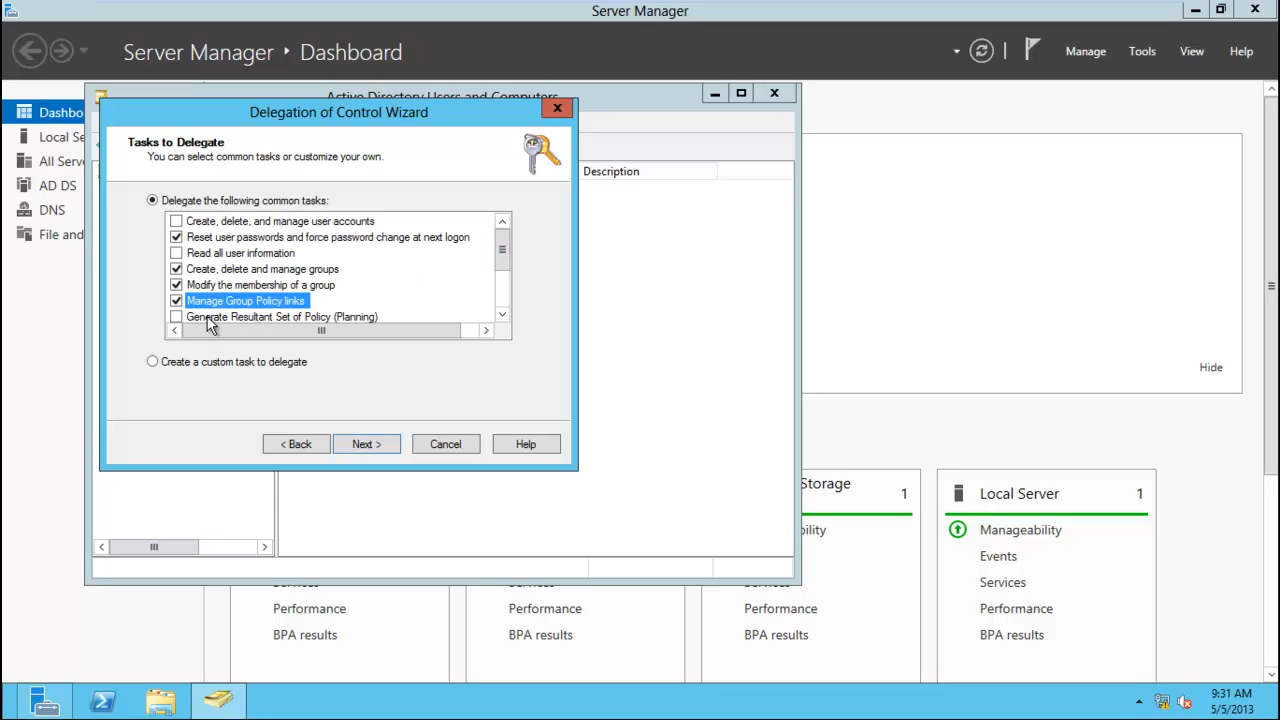 Server Manager
Server Manager ‣ Dashboard
Manage Tools View Help
Active Directory Users and Computers
Delegation of Control Wizard
Tasks to Delegate
You can select common tasks or customize your own.
Delegate the following common tasks:
Create, delete, and manage user accounts
Reset user passwords and force password change at next logon
Read all user information
Create, delete and manage groups
Modify the membership of a group
Manage Group Policy links
Generate Resultant Set of Policy (Planning)
Create a custom task to delegate
< Back Next > Cancel Help
Dashbo
Local Se
All Serv
AD DS
DNS
File and
Description
Hide
Storage 1
bility
Services
Performance
BPA results
Services
Performance
BPA results
Services
Performance
BPA results
Local Server 1
Manageability
Events
Services
Performance
BPA results
9:31 AM
5/5/2013